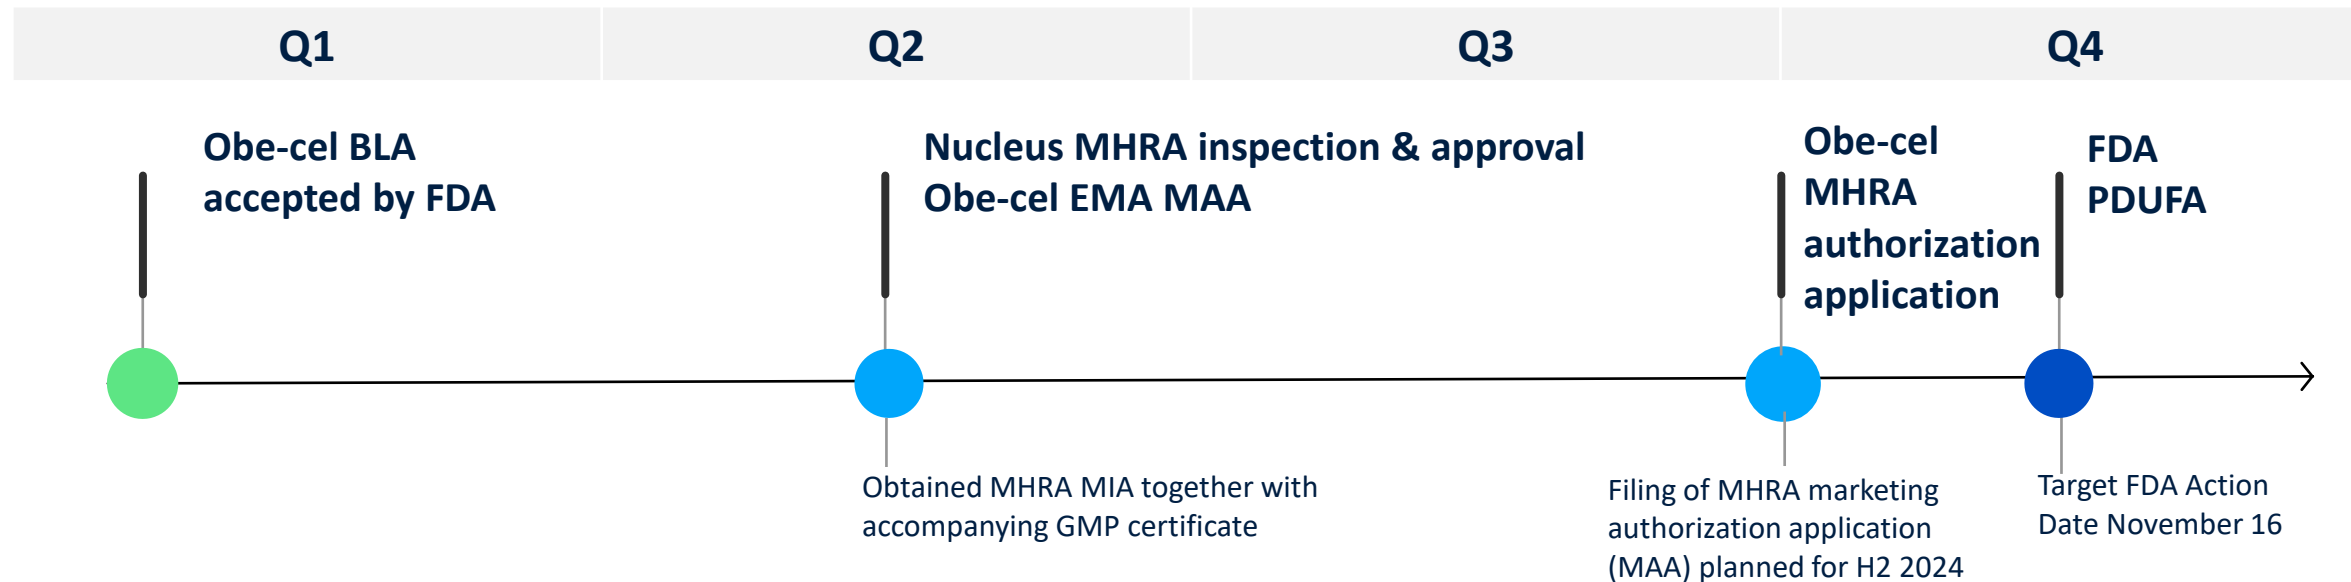 Q1
Q2
Q3
Q4
Obe-cel BLA
accepted by FDA
Nucleus MHRA inspection & approval
Obe-cel EMA MAA
Obe-cel
MHRA
authorization
application
FDA
PDUFA
Obtained MHRA MIA together with
accompanying GMP certificate
Filing of MHRA marketing
authorization application
(MAA) planned for H2 2024
Target FDA Action
Date November 16